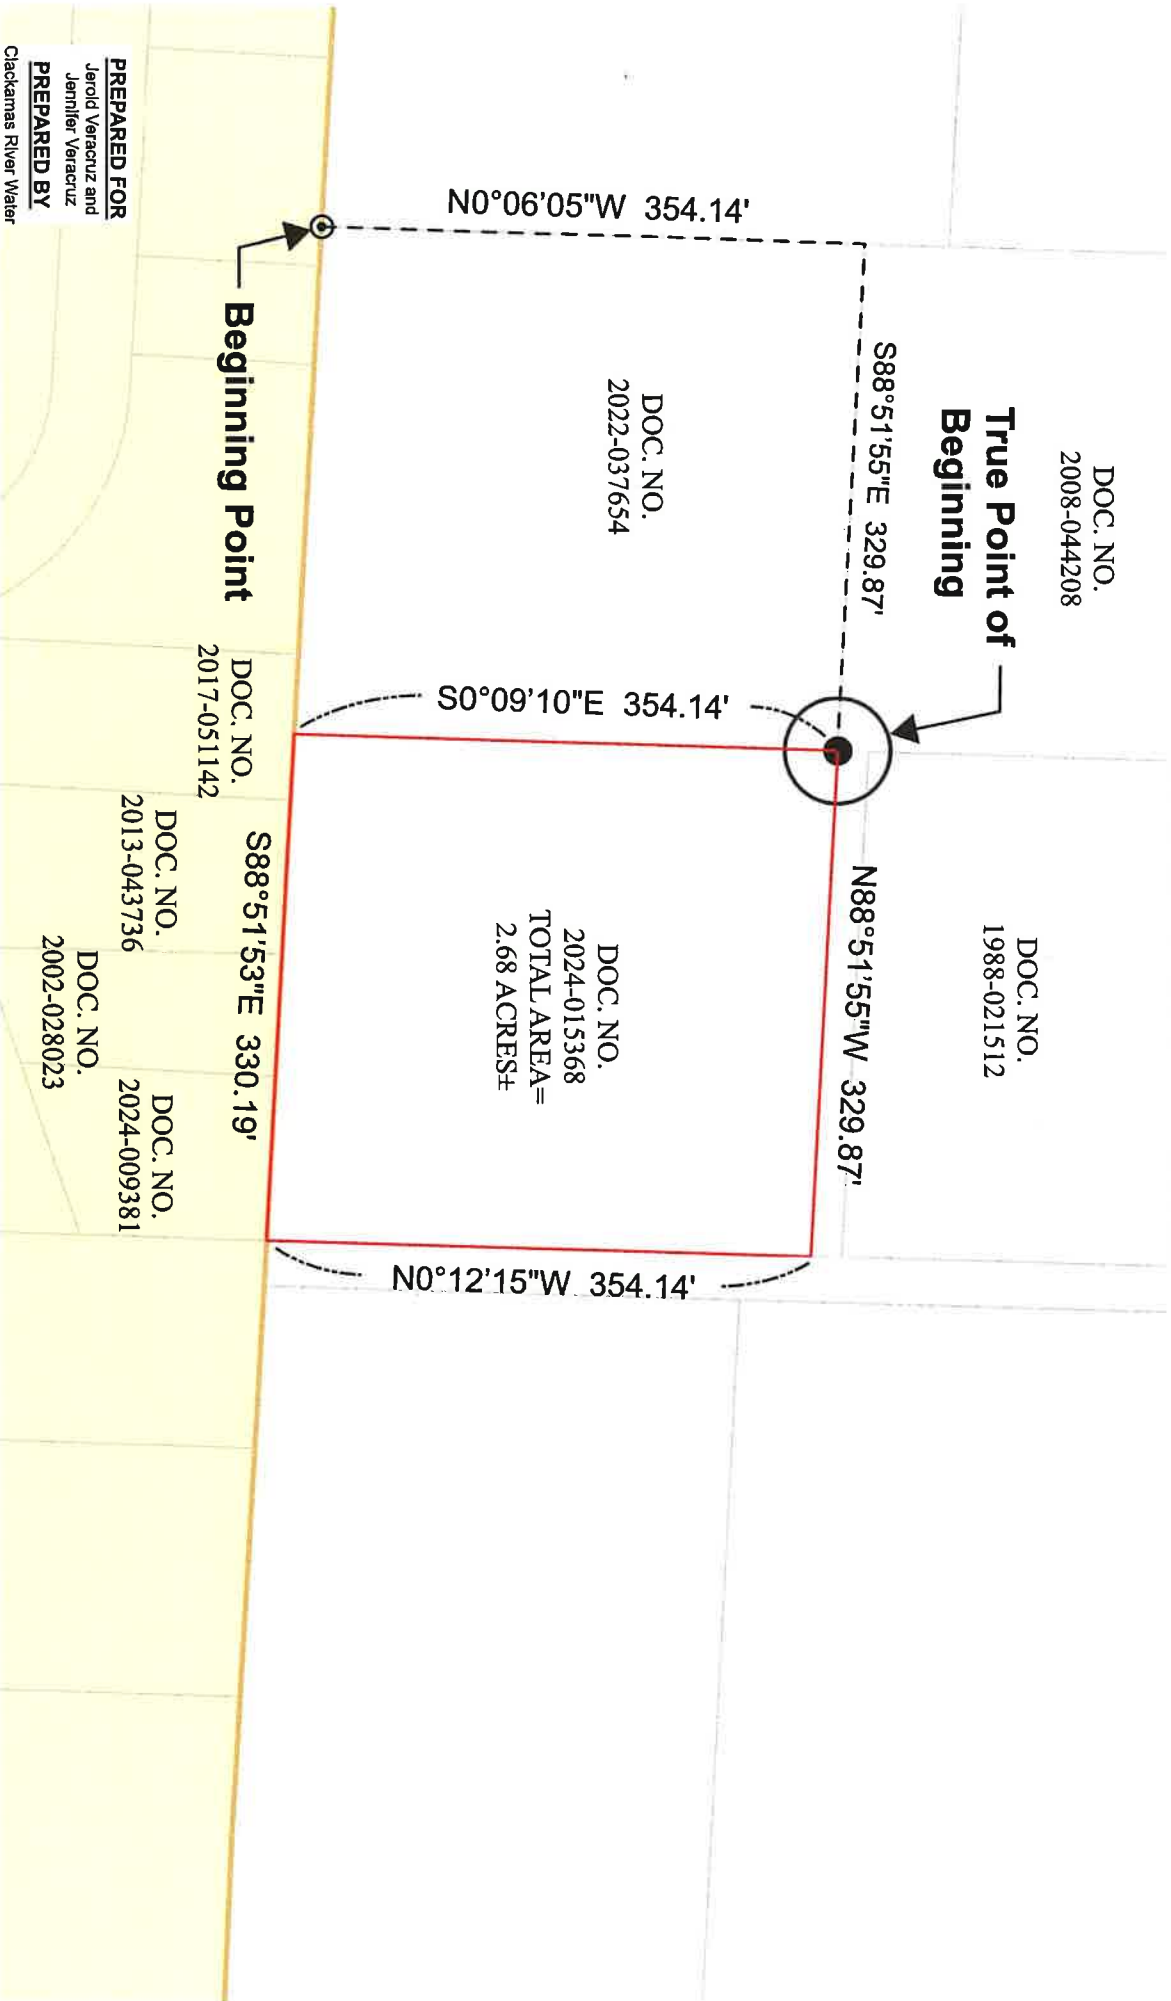 DOC. NO.
2008-044208
True Point of
Beginning
DOC. NO.
1988-021512
S88°51'55"E 329.87'
N88°51'55"W 329.87'
N0°06'05"W 354.14'
DOC. NO.
2022-037654
S0°09'10"E 354.14'
DOC. NO.
2024-015368
TOTAL AREA=
2.68 ACRES±
N0°12'15"W 354.14'
Beginning Point
S88°51'53"E 330.19'
DOC. NO.
2017-051142
DOC. NO.
2013-043736
DOC. NO.
2024-009381
DOC. NO.
2002-028023
PREPARED FOR
Jerold Veracruz and
Jennifer Veracruz
PREPARED BY
Clackamas River Water